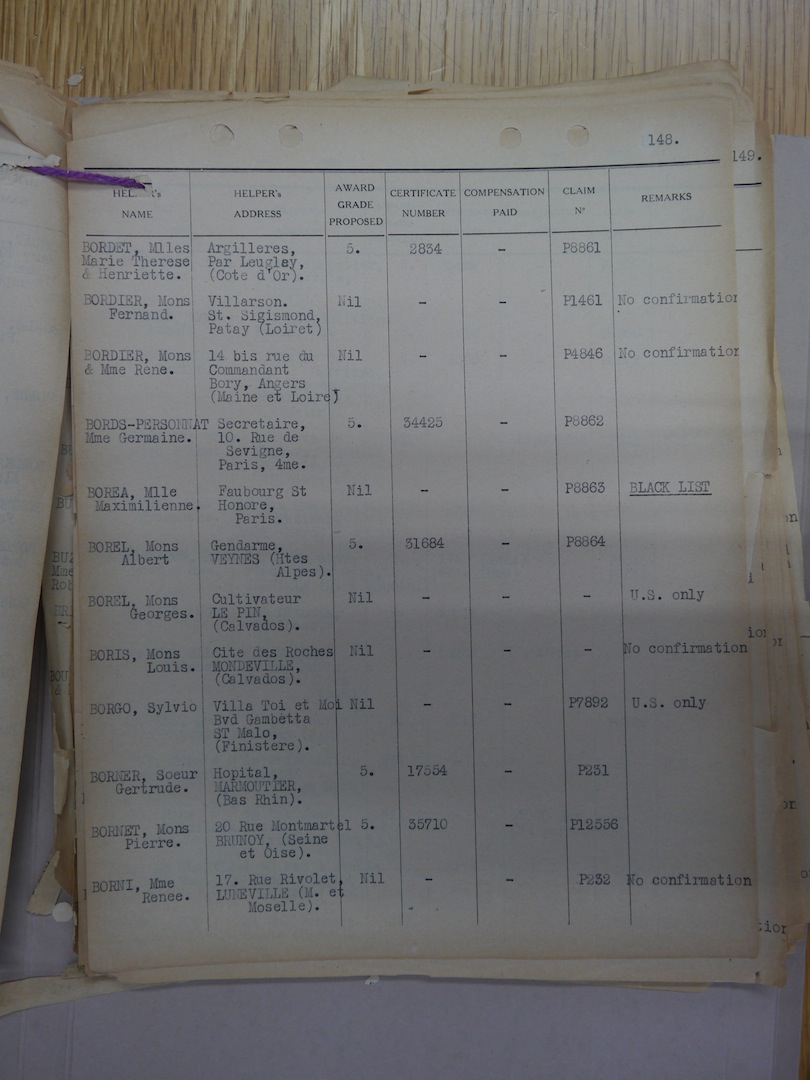 148.
149.
HELPER's NAME HELPER's ADDRESS AWARD GRADE PROPOSED CERTIFICATE NUMBER COMPENSATION PAID CLAIM Nº REMARKS
BORDET, Mlles Argilleres, 5. 2834 - P8861
Marie Therese Par Leugley,
& Henriette. (Cote d'Or).
BORDIER, Mons Villarson. Nil - - P1461 No confirmation
Fernand. St. Sigismond,
Patay (Loiret)
BORDIER, Mons 14 bis rue du Nil - - P4846 No confirmation
& Mme Rene. Commandant
Bory, Angers
(Maine et Loire)
BORDS-PERSONNAT Secretaire, 5. 34425 - P8862
Mme Germaine. 10. Rue de
Sevigne,
Paris, 4me.
BOREA, Mlle Faubourg St Nil - - P8863 BLACK LIST
Maximilienne. Honore,
Paris.
BOREL, Mons Gendarme, 5. 31684 - P8864
Albert VEYNES (Htes
Alpes).
BOREL, Mons Cultivateur Nil - - - U.S. only
Georges. LE PIN,
(Calvados).
BORIS, Mons Cite des Roches Nil - - - No confirmation
Louis. MONDEVILLE,
(Calvados).
BORGO, Sylvio Villa Toi et Moi Nil - - P7892 U.S. only
Bvd Gambetta
ST Malo,
(Finistere).
BORNER, Soeur Hopital, 5. 17554 - P231
Gertrude. MARMOUTIER,
(Bas Rhin).
BORNET, Mons 20 Rue Montmartel 5. 35710 - P12556
Pierre. BRUNOY, (Seine
et Oise).
BORNI, Mme 17. Rue Rivolet, Nil - - P232 No confirmation
Renee. LUNEVILLE (M. et
Moselle).